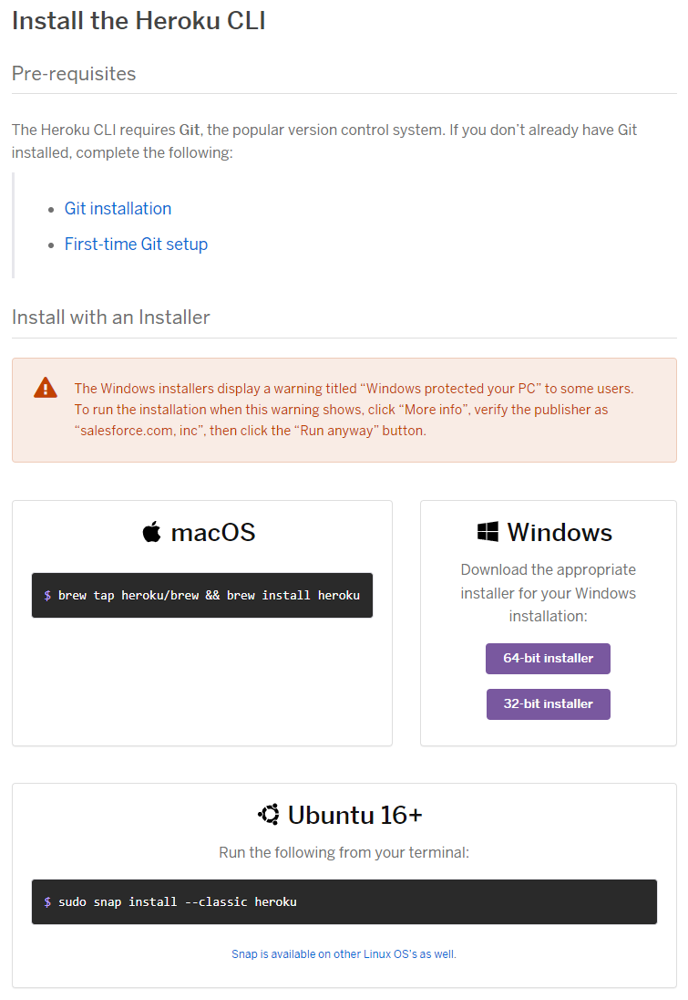 Install the Heroku CLI
Pre-requisites
The Heroku CLI requires Git, the popular version control system. If you don’t already have Git
installed, complete the following:
• Git installation
• First-time Git setup
Install with an Installer
The Windows installers display a warning titled “Windows protected your PC” to some users.
To run the installation when this warning shows, click “More info”, verify the publisher as
“salesforce.com, inc”, then click the “Run anyway” button.
macOS
$ brew tap heroku/brew && brew install heroku
Windows
Download the appropriate
installer for your Windows
installation:
64-bit installer
32-bit installer
Ubuntu 16+
Run the following from your terminal:
$ sudo snap install --classic heroku
Snap is available on other Linux OS’s as well.